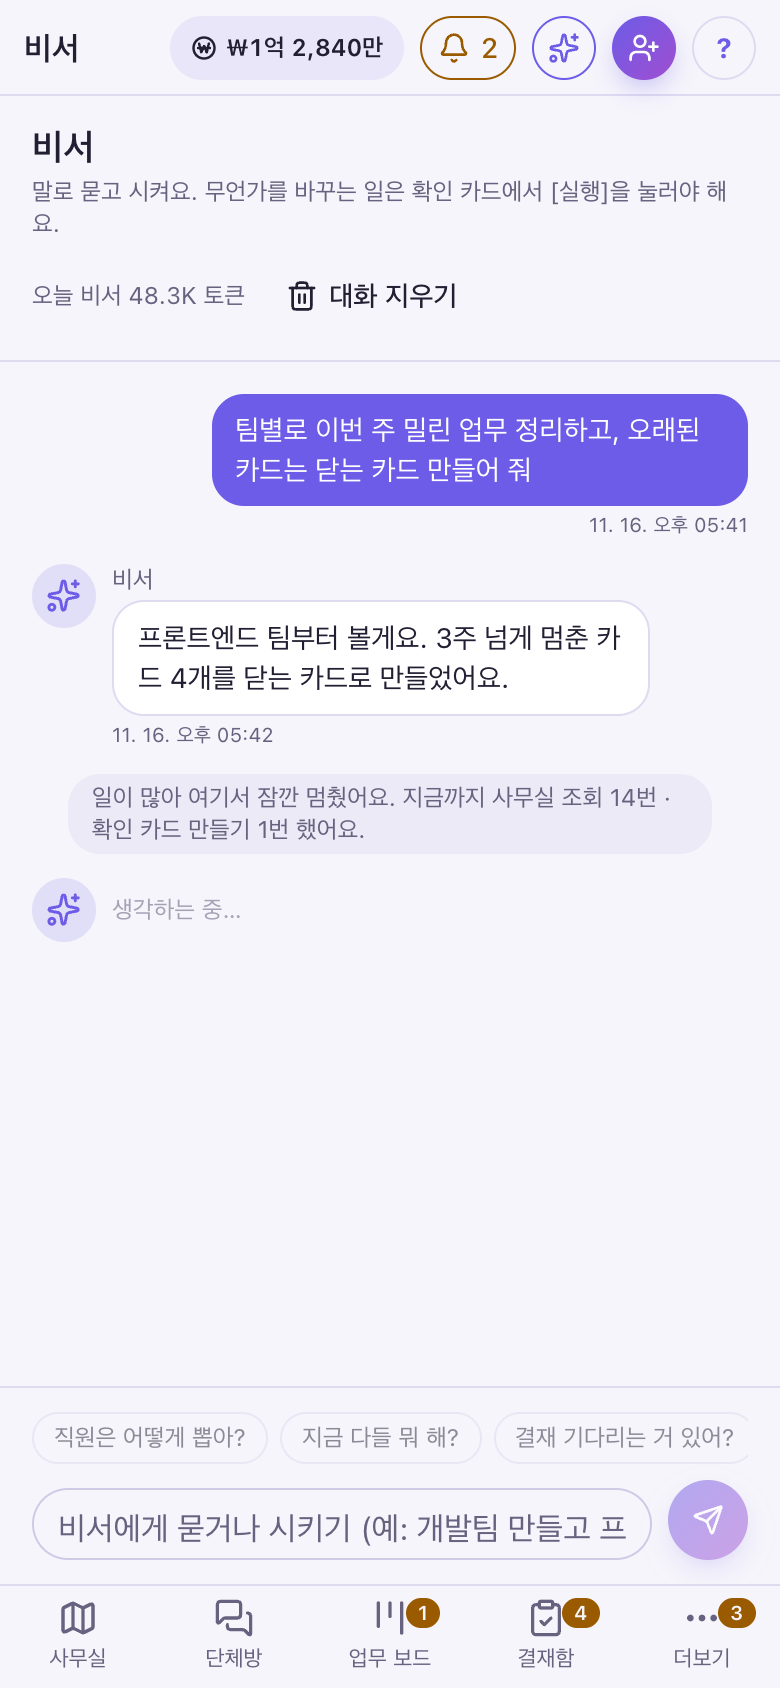 비서
₩1억 2,840만
2
?
비서
말로 묻고 시켜요. 무언가를 바꾸는 일은 확인 카드에서 [실행]을 눌러야 해
요.
오늘 비서 48.3K 토큰
대화 지우기
팀별로 이번 주 밀린 업무 정리하고, 오래된
카드는 닫는 카드 만들어 줘
11. 16. 오후 05:41
비서
프론트엔드 팀부터 볼게요. 3주 넘게 멈춘 카
드 4개를 닫는 카드로 만들었어요.
11. 16. 오후 05:42
일이 많아 여기서 잠깐 멈췄어요. 지금까지 사무실 조회 14번 ·
확인 카드 만들기 1번 했어요.
생각하는 중...
직원은 어떻게 뽑아?
지금 다들 뭐 해?
결재 기다리는 거 있어?
비서에게 묻거나 시키기 (예: 개발팀 만들고 프
1
4
3
사무실
단체방
업무 보드
결재함
더보기